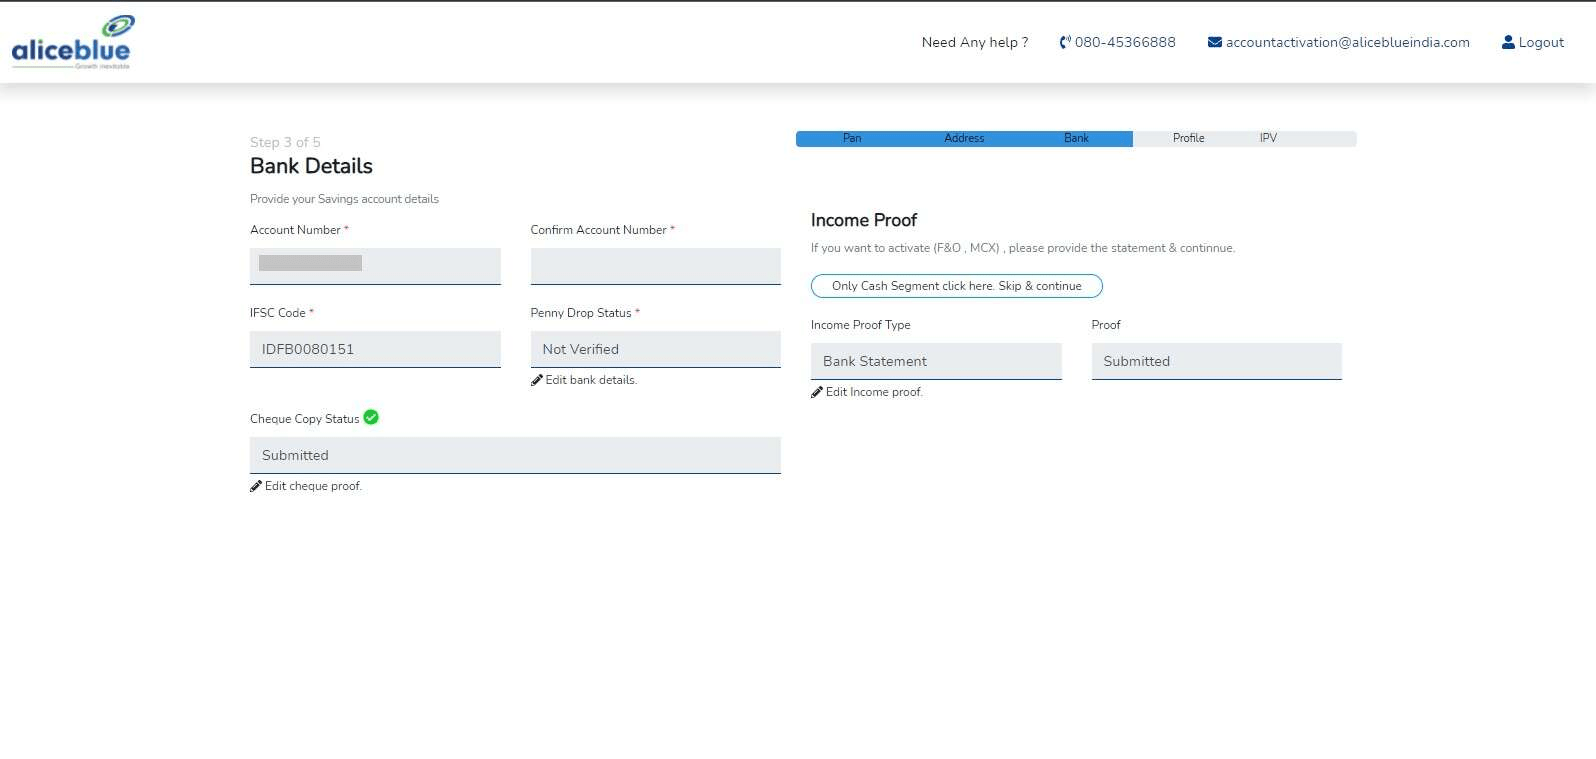 aliceblue
Growth Inevitable
Need Any help ?
080-45366888
accountactivation@aliceblueindia.com
Logout
Step 3 of 5
Bank Details
Provide your Savings account details
Account Number *
Confirm Account Number *
IFSC Code *
Penny Drop Status *
IDFB0080151
Not Verified
Edit bank details.
Cheque Copy Status
Submitted
Edit cheque proof.
Pan
Address
Bank
Profile
IPV
Income Proof
If you want to activate (F&O , MCX) , please provide the statement & continnue.
Only Cash Segment click here. Skip & continue
Income Proof Type
Proof
Bank Statement
Submitted
Edit Income proof.